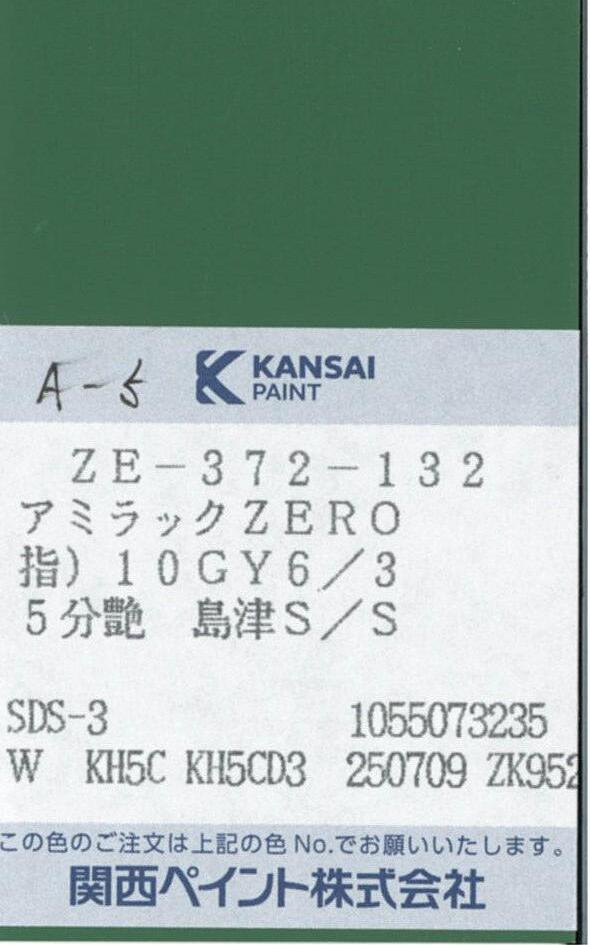 A-5
KANSAI
PAINT
ZE-372-132
アミラックZERO
指)10GY6/3
5分艶 島津S/S
SDS-3 1055073235
W KH5C KH5CD3 250709 ZK952
この色のご注文は上記の色No.でお願いいたします。
関西ペイント株式会社